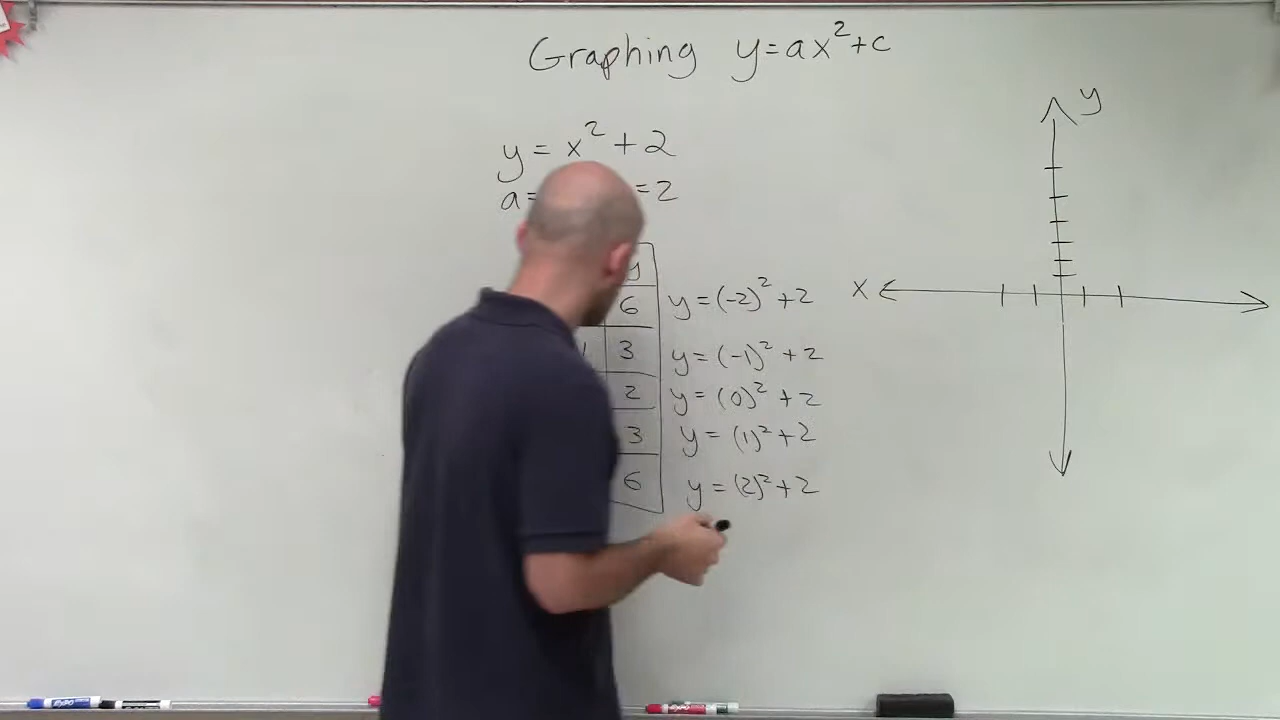 Graphing y=ax²+c
y
y = x² + 2
a= =2
y
6 y = (-2)² + 2
x
3 y = (-1)² + 2
2 y = (0)² + 2
3 y = (1)² + 2
6 y = (2)² + 2